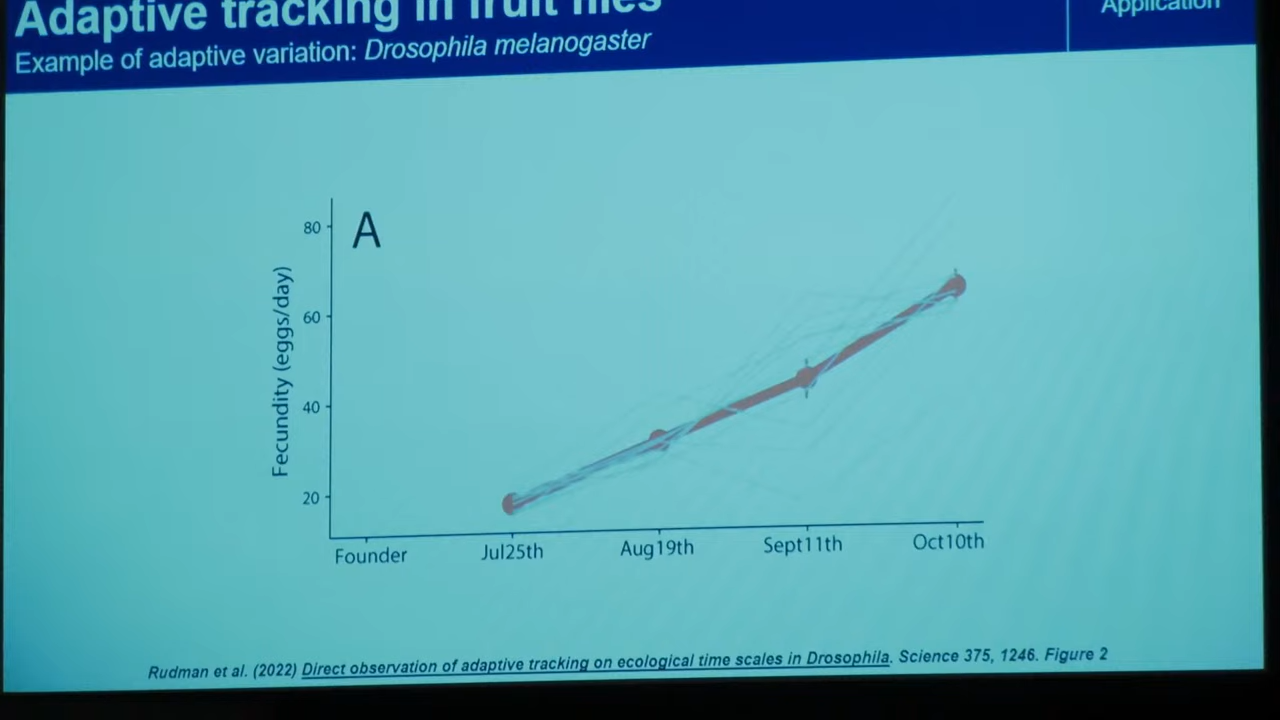 Adaptive tracking in fruit flies
Application
Example of adaptive variation: Drosophila melanogaster
A
80
60
40
20
Fecundity (eggs/day)
Founder
Jul25th
Aug19th
Sept11th
Oct10th
Rudman et al. (2022) Direct observation of adaptive tracking on ecological time scales in Drosophila. Science 375, 1246. Figure 2